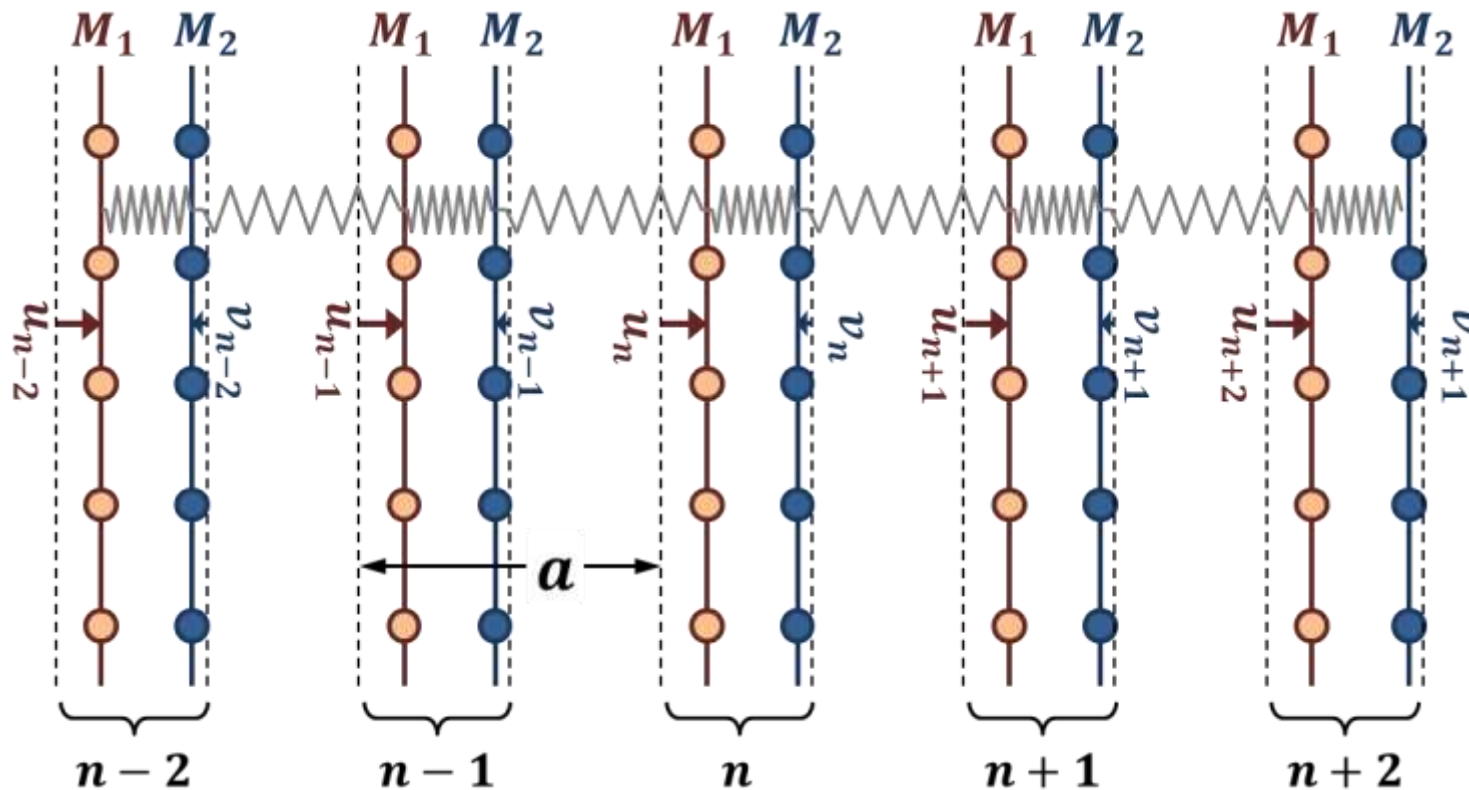 M₁ M₂ M₁ M₂ M₁ M₂ M₁ M₂ M₁ M₂
uₙ₋₂ vₙ₋₂ uₙ₋₁ vₙ₋₁ uₙ vₙ uₙ₊₁ vₙ₊₁ uₙ₊₂ vₙ₊₁
a
n − 2 n − 1 n n + 1 n + 2